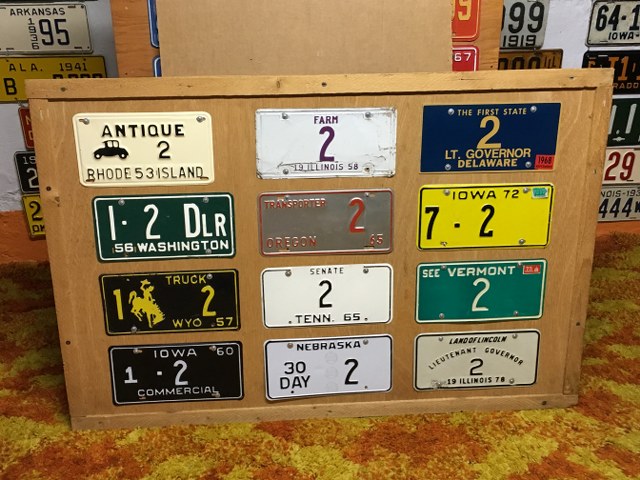 ARKANSAS
1936 95
ALA. 1941
B
99
1919
67
64-1
IOWA
29
444W
ANTIQUE
2
RHODE 53 ISLAND
FARM
2
19 ILLINOIS 58
THE FIRST STATE
2
LT. GOVERNOR
DELAWARE 1968
1·2 DLR
56 WASHINGTON
TRANSPORTER
2
OREGON 65
IOWA 72
7-2
TRUCK
1 2
WYO 57
SENATE
2
TENN. 65
SEE VERMONT
2
IOWA 60
1-2
COMMERCIAL
NEBRASKA
30 DAY 2
LAND OF LINCOLN
LIEUTENANT GOVERNOR
2
19 ILLINOIS 78